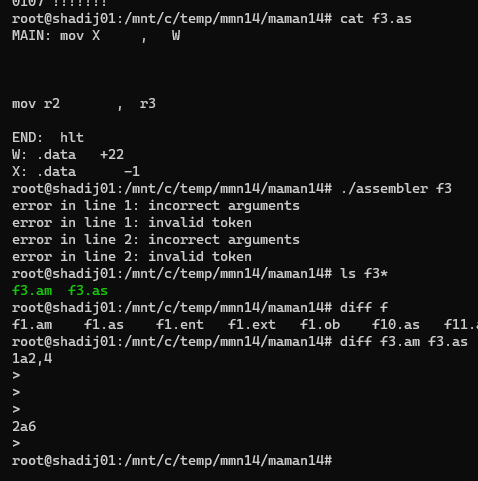 0107 !!!!!!!
root@shadij01:/mnt/c/temp/mmn14/maman14# cat f3.as
MAIN: mov X     ,   W
mov r2       ,  r3
END:  hlt
W: .data   +22
X: .data      -1
root@shadij01:/mnt/c/temp/mmn14/maman14# ./assembler f3
error in line 1: incorrect arguments
error in line 1: invalid token
error in line 2: incorrect arguments
error in line 2: invalid token
root@shadij01:/mnt/c/temp/mmn14/maman14# ls f3*
f3.am  f3.as
root@shadij01:/mnt/c/temp/mmn14/maman14# diff f
f1.am    f1.as    f1.ent   f1.ext   f1.ob    f10.as   f11.
root@shadij01:/mnt/c/temp/mmn14/maman14# diff f3.am f3.as
1a2,4
>
>
>
2a6
>
root@shadij01:/mnt/c/temp/mmn14/maman14#